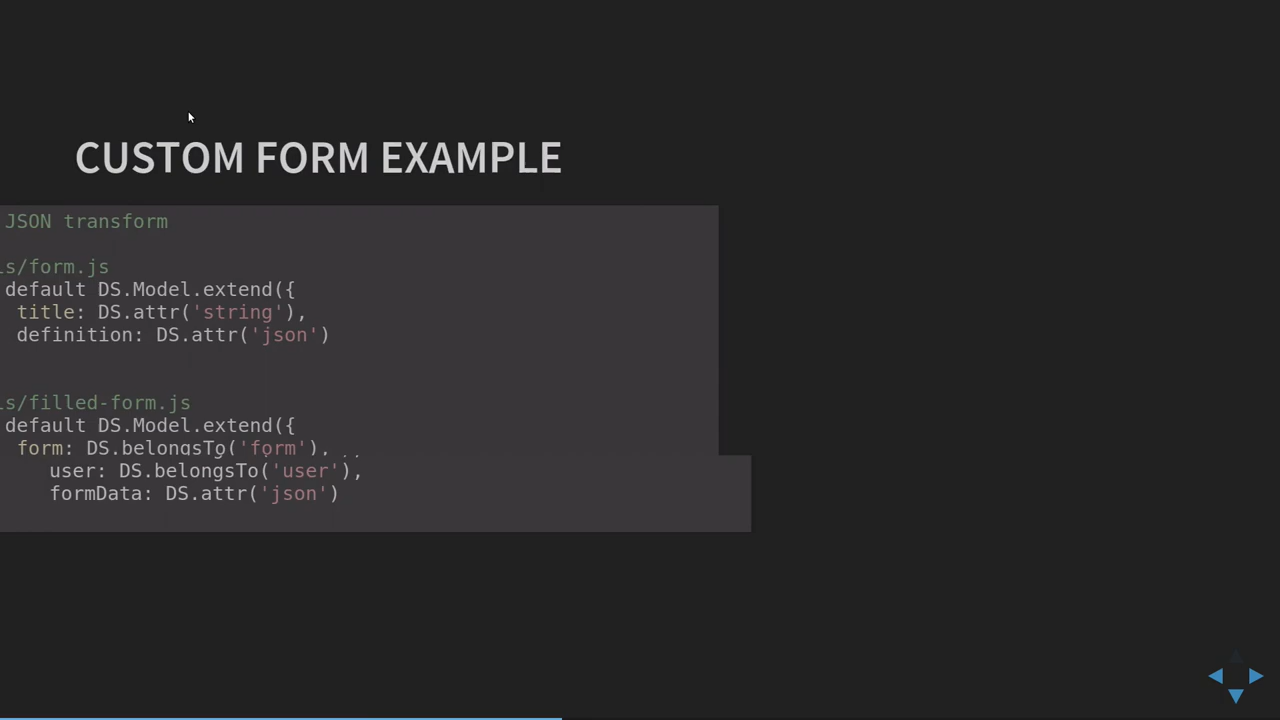 CUSTOM FORM EXAMPLE
JSON transform
s/form.js
default DS.Model.extend({
title: DS.attr('string'),
definition: DS.attr('json')
s/filled-form.js
default DS.Model.extend({
form: DS.belongsTo('form'),
user: DS.belongsTo('user'),
formData: DS.attr('json')